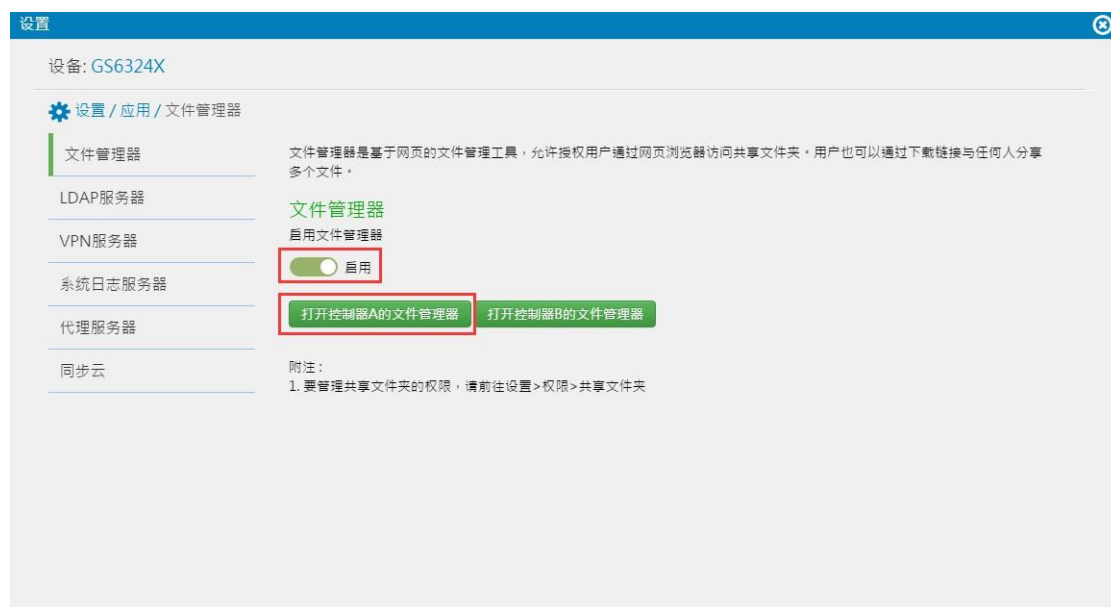 设置
设备: GS6324X
设置 / 应用 / 文件管理器
文件管理器
LDAP服务器
VPN服务器
系统日志服务器
代理服务器
同步云
文件管理器是基于网页的文件管理工具，允许授权用户通过网页浏览器访问共享文件夹。用户也可以通过下载链接与任何人分享
多个文件。
文件管理器
启用文件管理器
启用
打开控制器A的文件管理器 打开控制器B的文件管理器
附注：
1. 要管理共享文件夹的权限，请前往设置>权限>共享文件夹